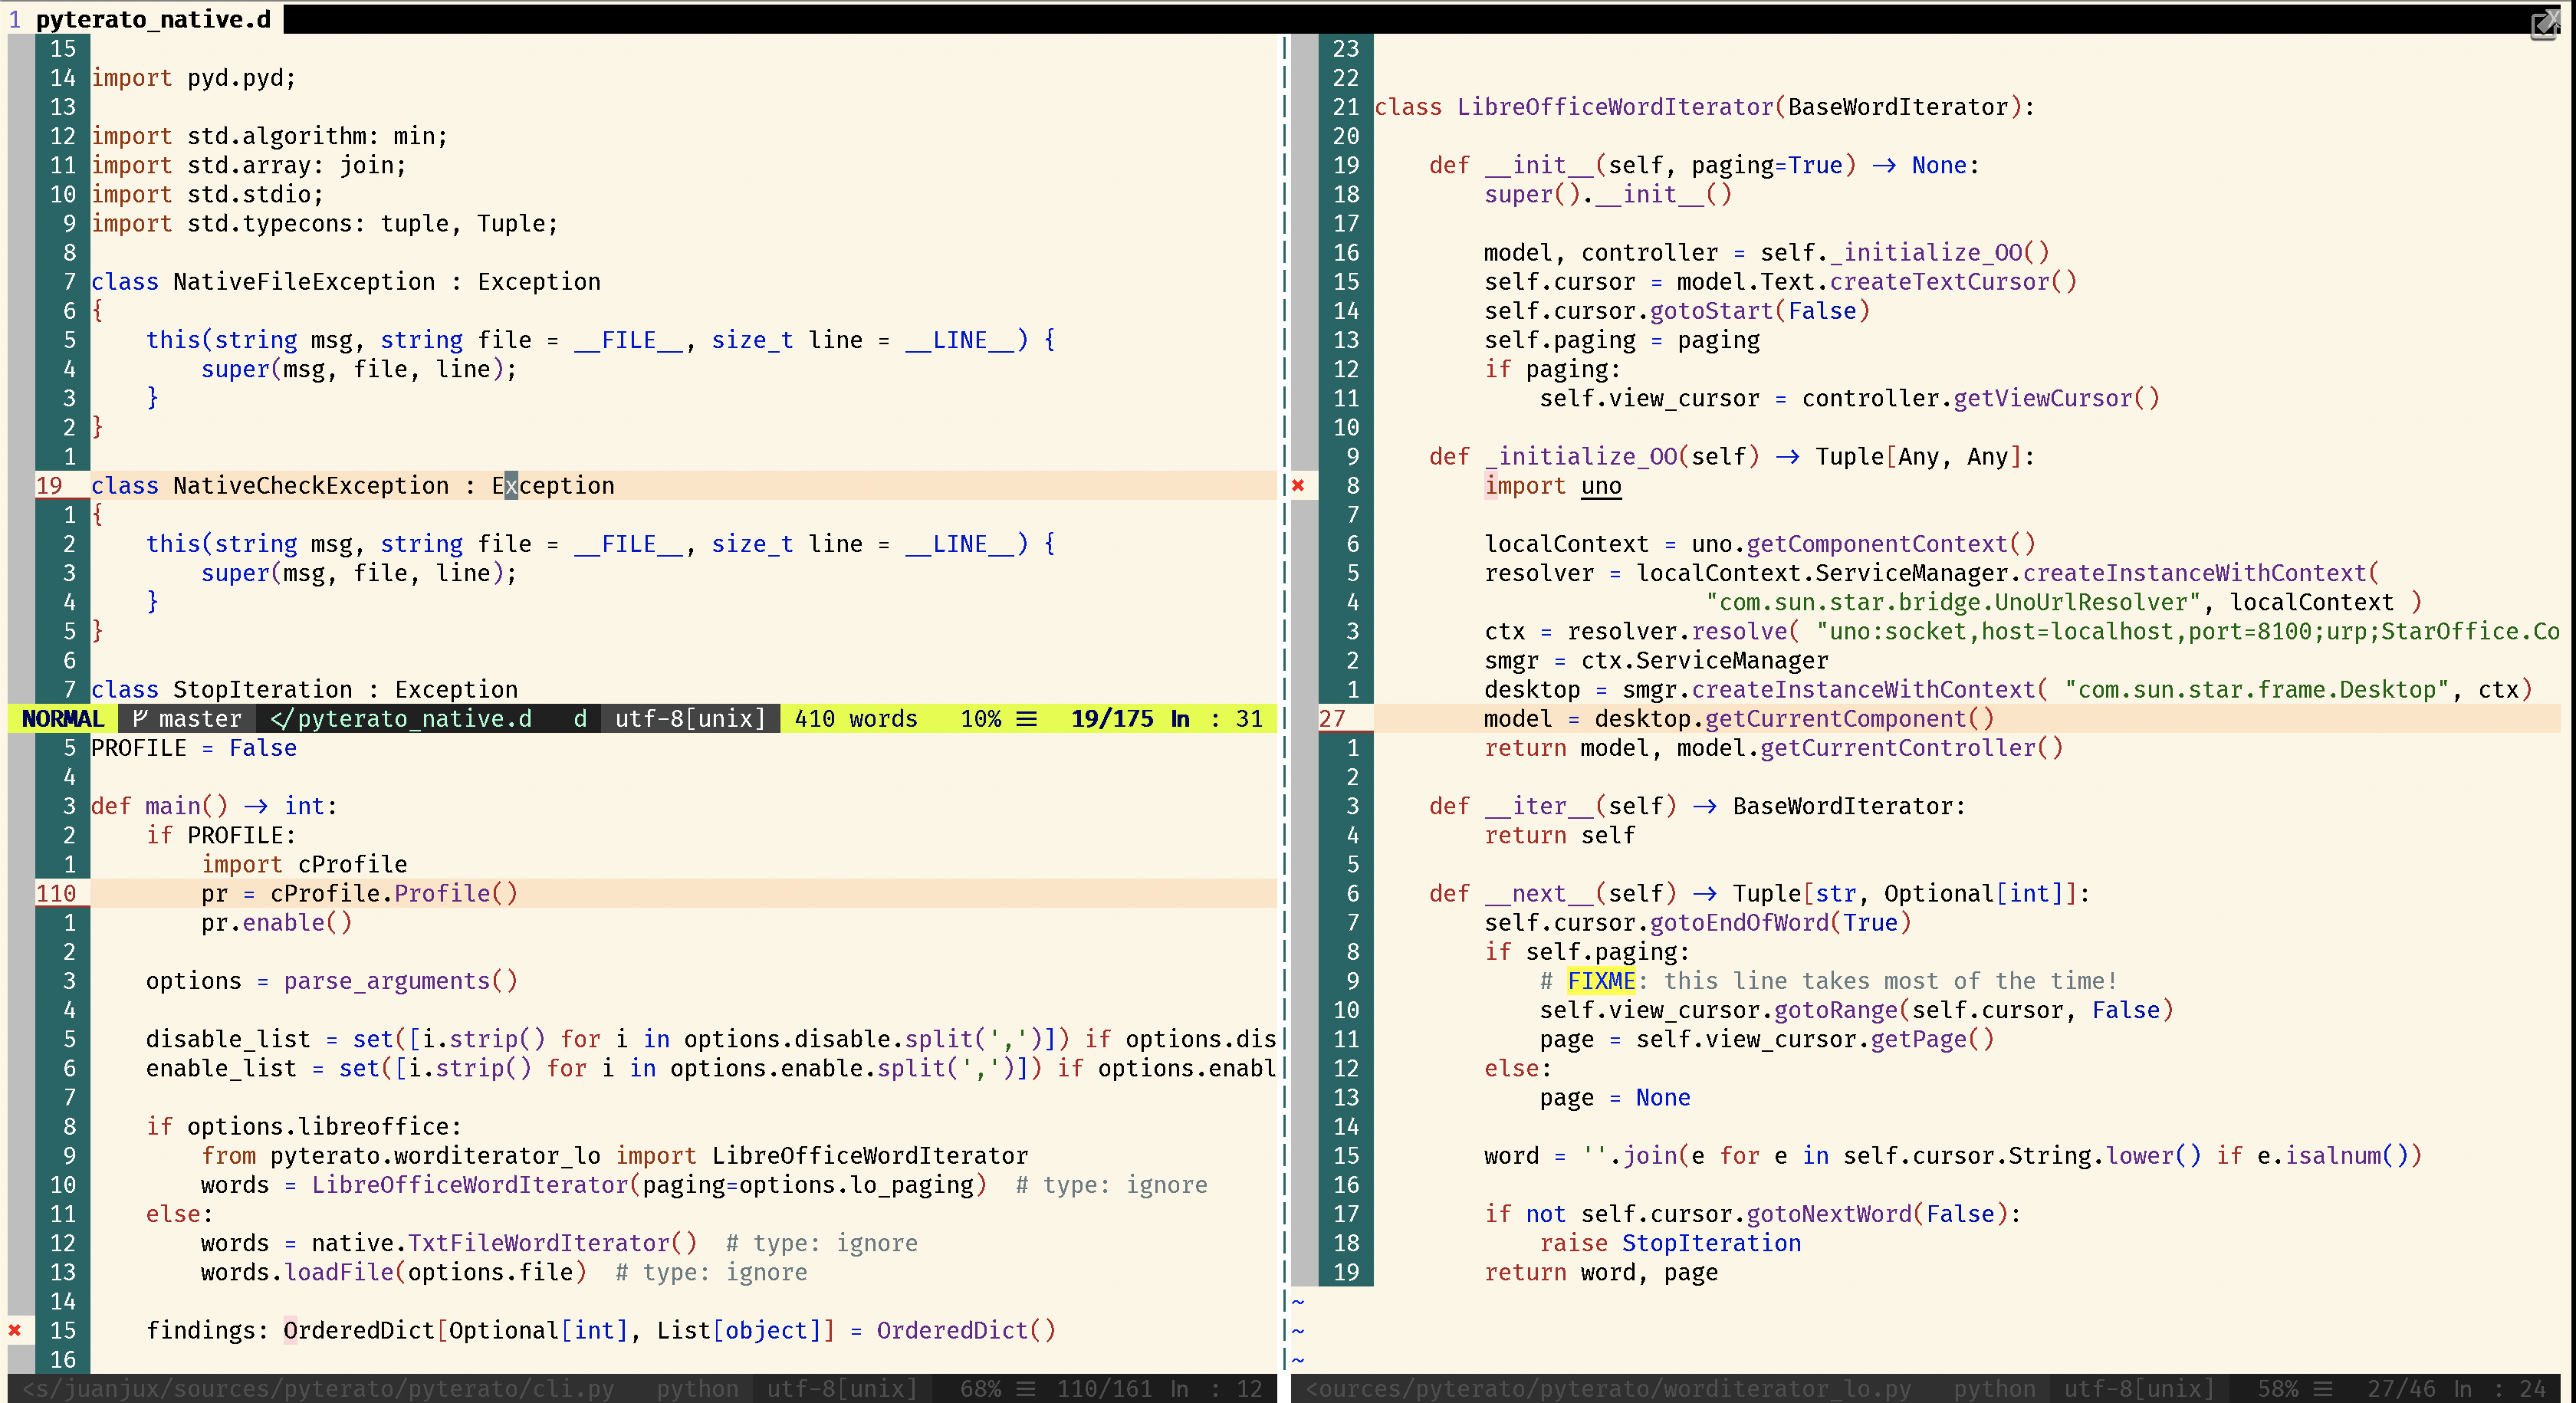 1 pyterato_native.d
15
14 import pyd.pyd;
13
12 import std.algorithm: min;
11 import std.array: join;
10 import std.stdio;
9 import std.typecons: tuple, Tuple;
8
7 class NativeFileException : Exception
6 {
5     this(string msg, string file = __FILE__, size_t line = __LINE__) {
4         super(msg, file, line);
3     }
2 }
1
19 class NativeCheckException : Exception
1 {
2     this(string msg, string file = __FILE__, size_t line = __LINE__) {
3         super(msg, file, line);
4     }
5 }
6
7 class StopIteration : Exception
NORMAL master </pyterato_native.d d utf-8[unix] 410 words 10% ☰ 19/175 ln : 31
5 PROFILE = False
4
3 def main() → int:
2     if PROFILE:
1         import cProfile
110         pr = cProfile.Profile()
1         pr.enable()
2
3     options = parse_arguments()
4
5     disable_list = set([i.strip() for i in options.disable.split(',')]) if options.dis
6     enable_list = set([i.strip() for i in options.enable.split(',')]) if options.enabl
7
8     if options.libreoffice:
9         from pyterato.worditerator_lo import LibreOfficeWordIterator
10         words = LibreOfficeWordIterator(paging=options.lo_paging)  # type: ignore
11     else:
12         words = native.TxtFileWordIterator()  # type: ignore
13         words.loadFile(options.file)  # type: ignore
14
✖ 15     findings: OrderedDict[Optional[int], List[object]] = OrderedDict()
16
<s/juanjux/sources/pyterato/pyterato/cli.py python utf-8[unix] 68% ☰ 110/161 ln : 12
23
22
21 class LibreOfficeWordIterator(BaseWordIterator):
20
19     def __init__(self, paging=True) → None:
18         super().__init__()
17
16         model, controller = self._initialize_OO()
15         self.cursor = model.Text.createTextCursor()
14         self.cursor.gotoStart(False)
13         self.paging = paging
12         if paging:
11             self.view_cursor = controller.getViewCursor()
10
9     def _initialize_OO(self) → Tuple[Any, Any]:
✖ 8         import uno
7
6         localContext = uno.getComponentContext()
5         resolver = localContext.ServiceManager.createInstanceWithContext(
4                         "com.sun.star.bridge.UnoUrlResolver", localContext )
3         ctx = resolver.resolve( "uno:socket,host=localhost,port=8100;urp;StarOffice.Co
2         smgr = ctx.ServiceManager
1         desktop = smgr.createInstanceWithContext( "com.sun.star.frame.Desktop", ctx)
27         model = desktop.getCurrentComponent()
1         return model, model.getCurrentController()
2
3     def __iter__(self) → BaseWordIterator:
4         return self
5
6     def __next__(self) → Tuple[str, Optional[int]]:
7         self.cursor.gotoEndOfWord(True)
8         if self.paging:
9             # FIXME: this line takes most of the time!
10             self.view_cursor.gotoRange(self.cursor, False)
11             page = self.view_cursor.getPage()
12         else:
13             page = None
14
15         word = ''.join(e for e in self.cursor.String.lower() if e.isalnum())
16
17         if not self.cursor.gotoNextWord(False):
18             raise StopIteration
19         return word, page
~
~
~
<ources/pyterato/pyterato/worditerator_lo.py python utf-8[unix] 58% ☰ 27/46 ln : 24